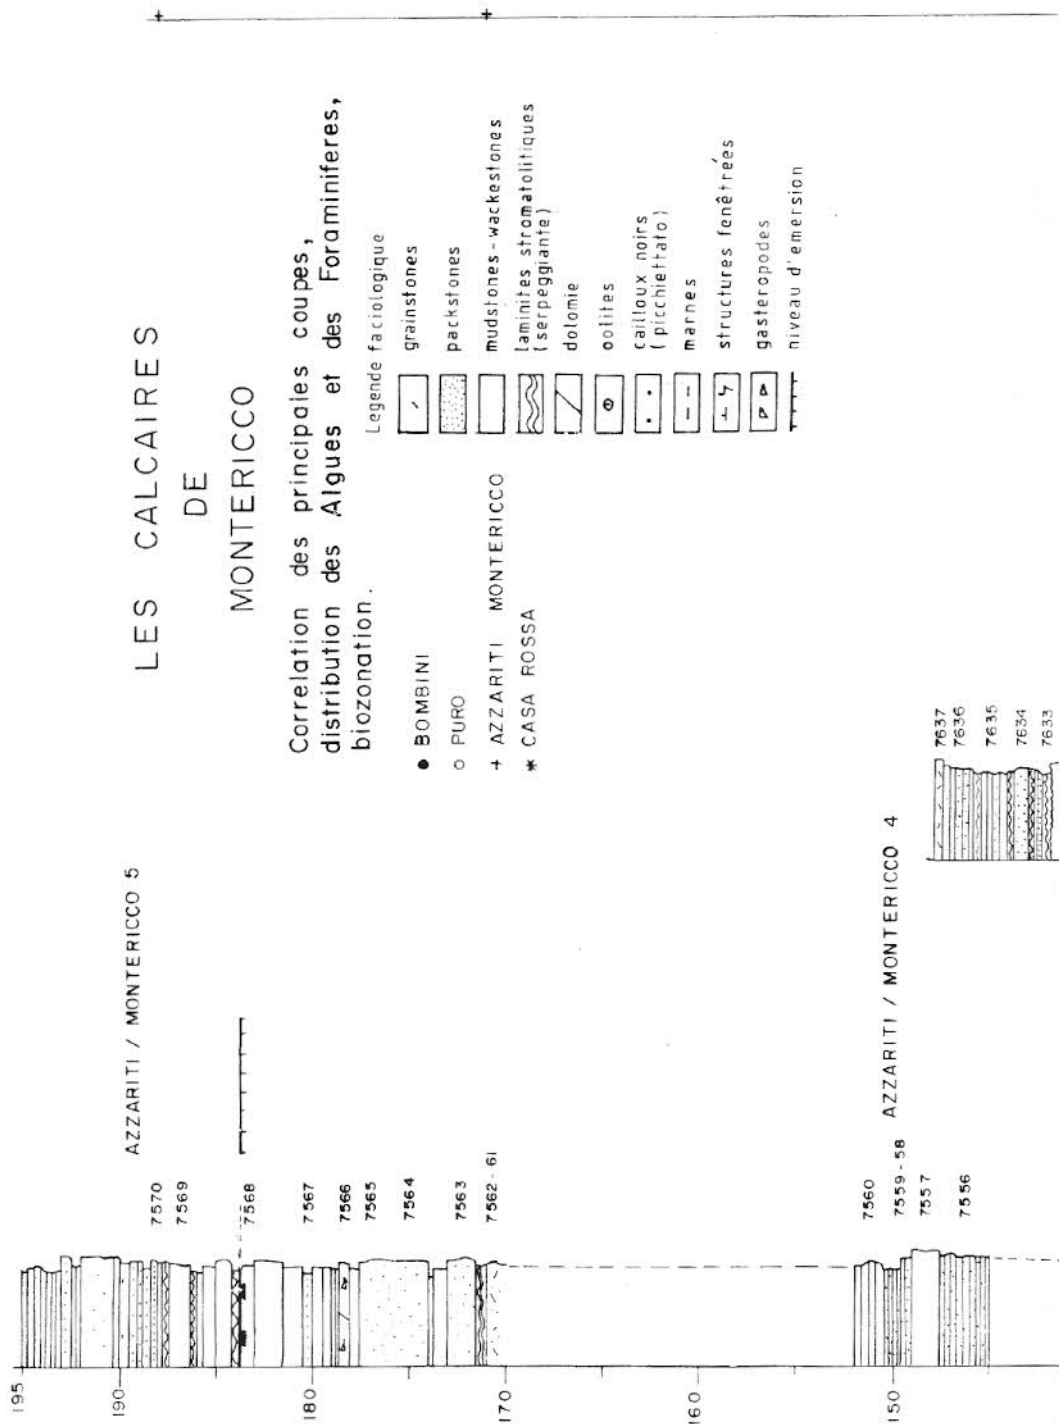 LES CALCAIRES
DE
MONTERICCO
Correlation des principales coupes,
distribution des Algues et des Foraminiferes,
biozonation.
● BOMBINI
○ PURO
+ AZZARITI MONTERICCO
* CASA ROSSA
Legende faciologique
grainstones
packstones
mudstones-wackestones
laminites stromatolitiques
(serpeggiante)
dolomie
oolites
cailloux noirs
(picchiettato)
marnes
structures fenêtrées
gasteropodes
niveau d'emersion
AZZARITI / MONTERICCO 5
7570
7569
7568
7567
7566
7565
7564
7563
7562-61
AZZARITI / MONTERICCO 4
7560
7559-58
7557
7556
7637
7636
7635
7634
7633
195
190
180
170
160
150